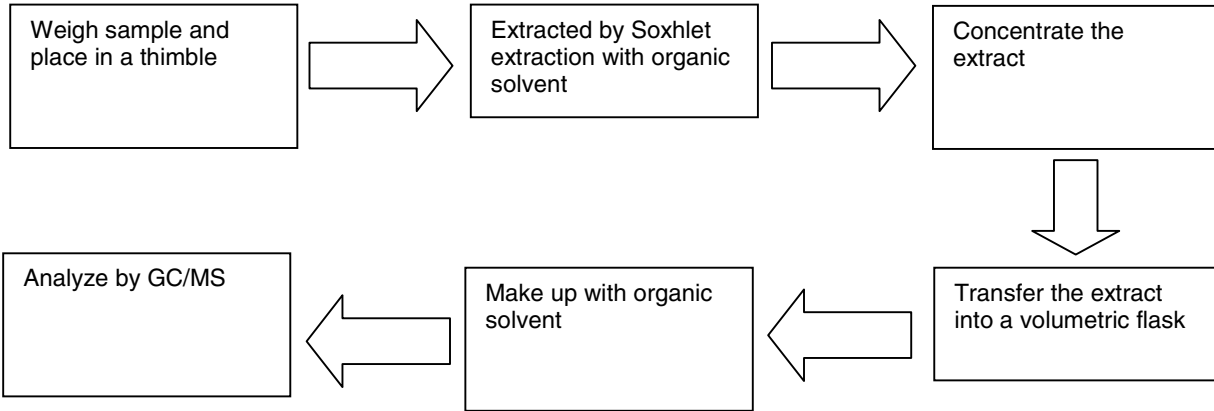 Weigh sample and
place in a thimble
Extracted by Soxhlet
extraction with organic
solvent
Concentrate the
extract
Transfer the extract
into a volumetric flask
Make up with organic
solvent
Analyze by GC/MS